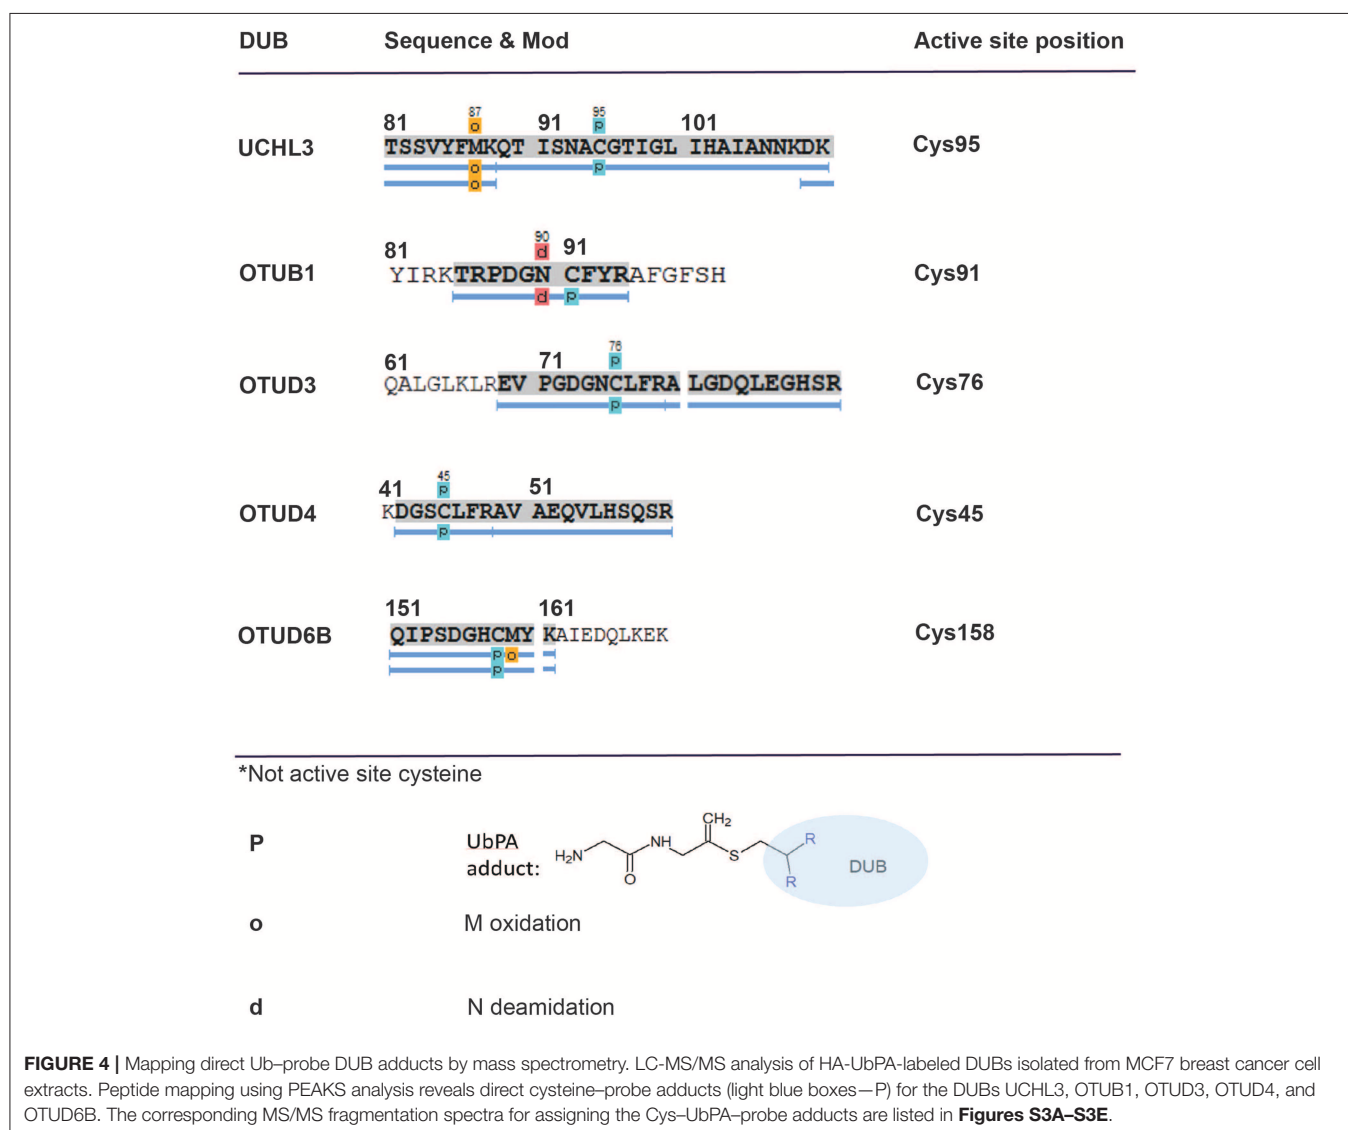 DUB Sequence & Mod Active site position
87 95
o p
81 91 101
UCHL3 TSSVYFMKQT ISNACGTIGL IHAIANNKDK Cys95
o p
o
90
81 d 91
OTUB1 YIRKTRPDGN CFYRAFGFSH Cys91
d p
76
61 71 p
OTUD3 QALGLKLREV PGDGNCLFRA LGDQLEGHSR Cys76
p
45
41 p 51
OTUD4 KDGSCLFRAV AEQVLHSQSR Cys45
p
151 161
OTUD6B QIPSDGHCMY KAIEDQLKEK Cys158
p o
p
*Not active site cysteine
P UbPA adduct: H₂N O NH CH₂ S R R DUB
o M oxidation
d N deamidation
FIGURE 4 | Mapping direct Ub–probe DUB adducts by mass spectrometry. LC-MS/MS analysis of HA-UbPA-labeled DUBs isolated from MCF7 breast cancer cell
extracts. Peptide mapping using PEAKS analysis reveals direct cysteine–probe adducts (light blue boxes—P) for the DUBs UCHL3, OTUB1, OTUD3, OTUD4, and
OTUD6B. The corresponding MS/MS fragmentation spectra for assigning the Cys–UbPA–probe adducts are listed in Figures S3A–S3E.